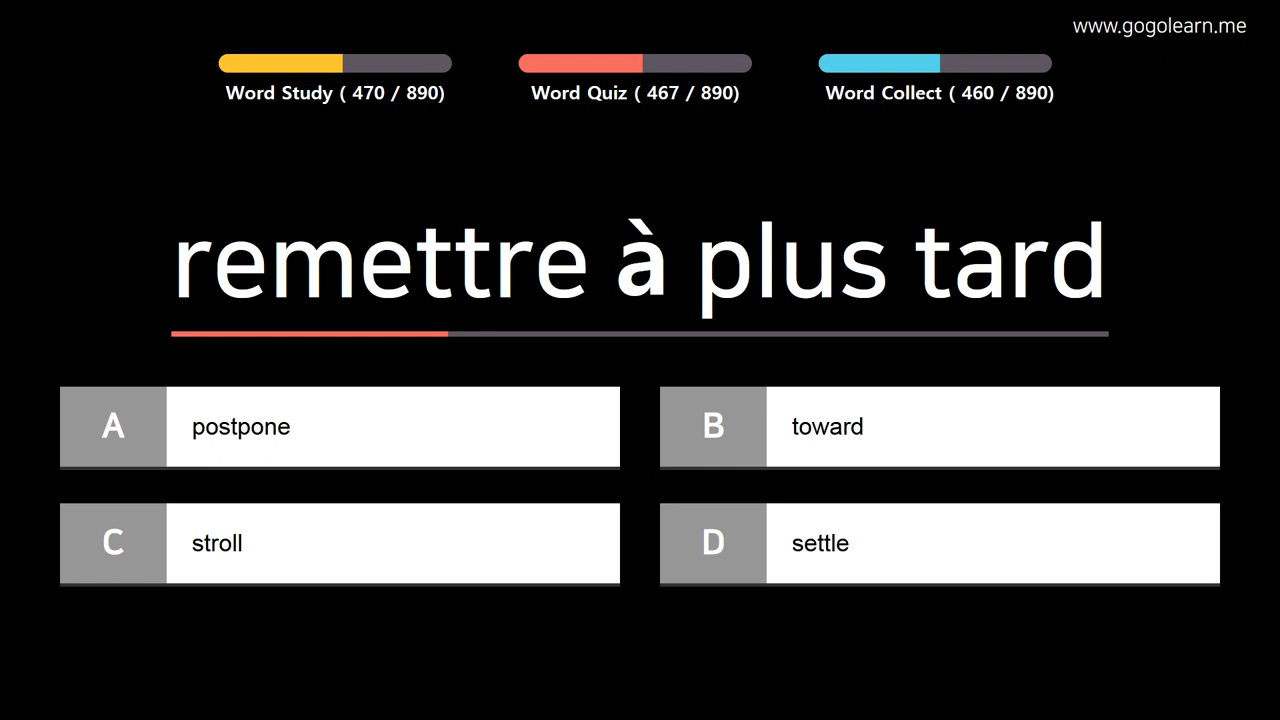 www.gogolearn.me
Word Study ( 470 / 890)
Word Quiz ( 467 / 890)
Word Collect ( 460 / 890)
remettre à plus tard
A postpone
B toward
C stroll
D settle